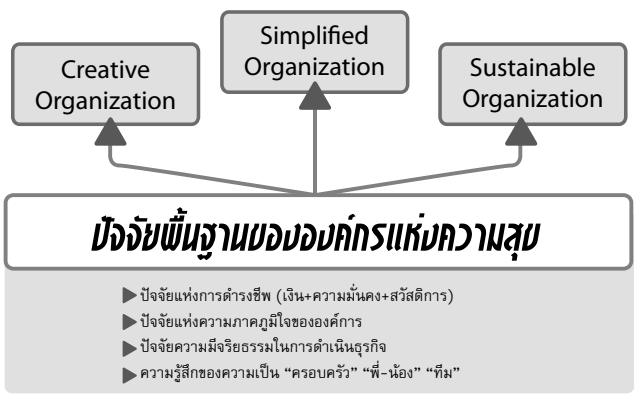 Simplified
Organization
Creative
Organization
Sustainable
Organization
ปัจจัยพื้นฐานขององค์กรแห่งความสุข
ปัจจัยแห่งการดำรงชีพ (เงิน+ความมั่นคง+สวัสดิการ)
ปัจจัยแห่งความภาคภูมิใจขององค์การ
ปัจจัยความมีจริยธรรมในการดำเนินธุรกิจ
ความรู้สึกของความเป็น “ครอบครัว” “พี่-น้อง” “ทีม”